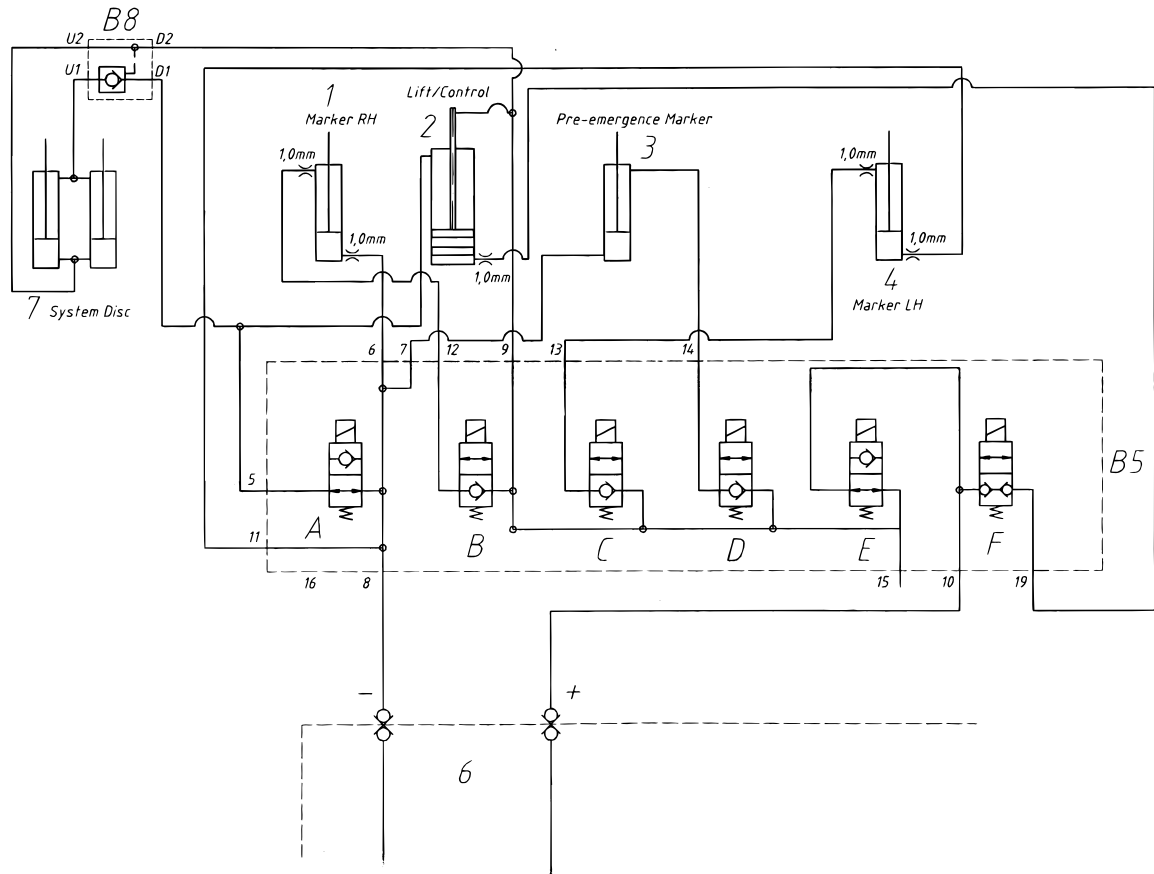 B8
U2
D2
U1
D1
1
Marker RH
Lift/Control
2
Pre-emergence Marker
3
1,0mm
1,0mm
1,0mm
1,0mm
1,0mm
4
Marker LH
7 System Disc
6
7
12
9
13
14
5
11
16
8
15
10
19
A
B
C
D
E
F
B5
–
+
6